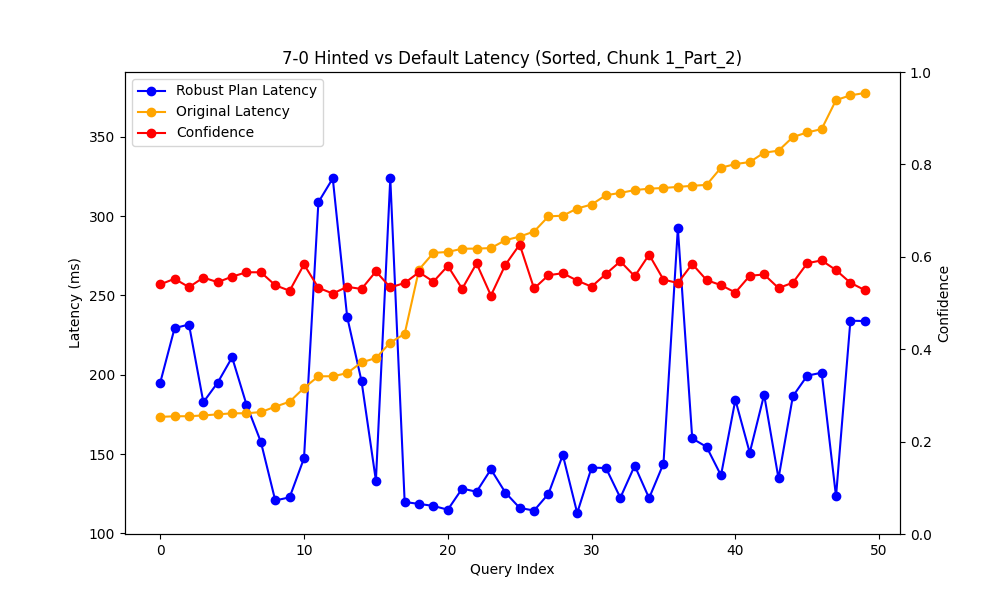 7-0 Hinted vs Default Latency (Sorted, Chunk 1_Part_2)
Robust Plan Latency
Original Latency
Confidence
Latency (ms)
350
300
250
200
150
100
1.0
0.8
0.6
0.4
0.2
0.0
Confidence
0 10 20 30 40 50
Query Index